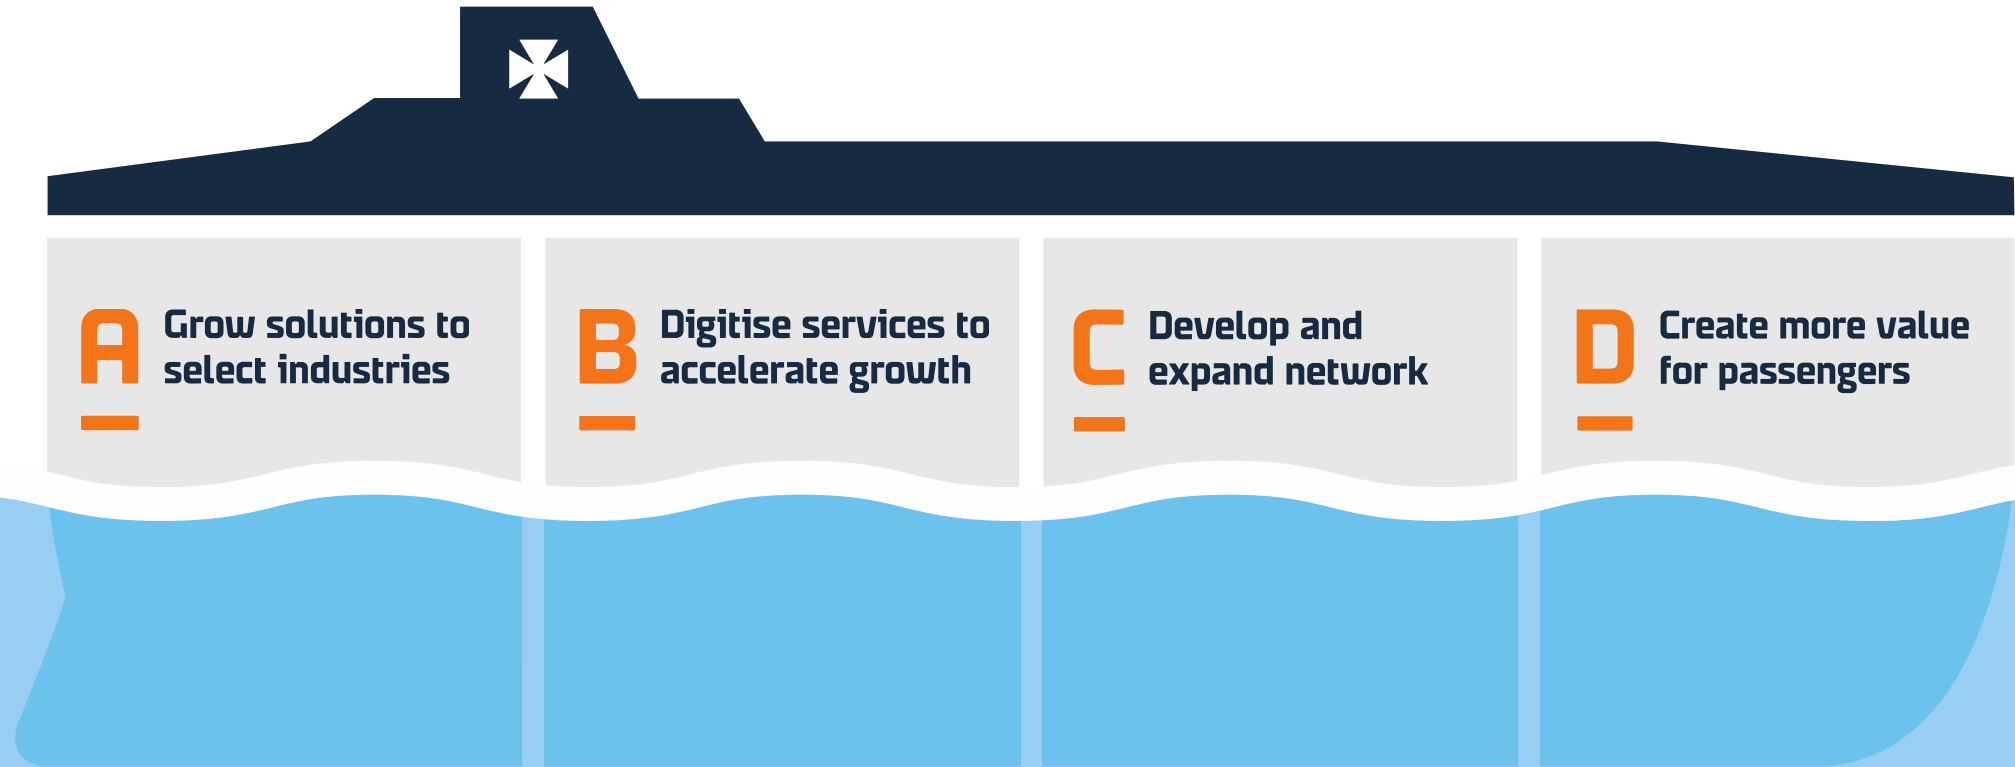 A
Grow solutions to
select industries
B
Digitise services to
accelerate growth
C
Develop and
expand network
D
Create more value
for passengers